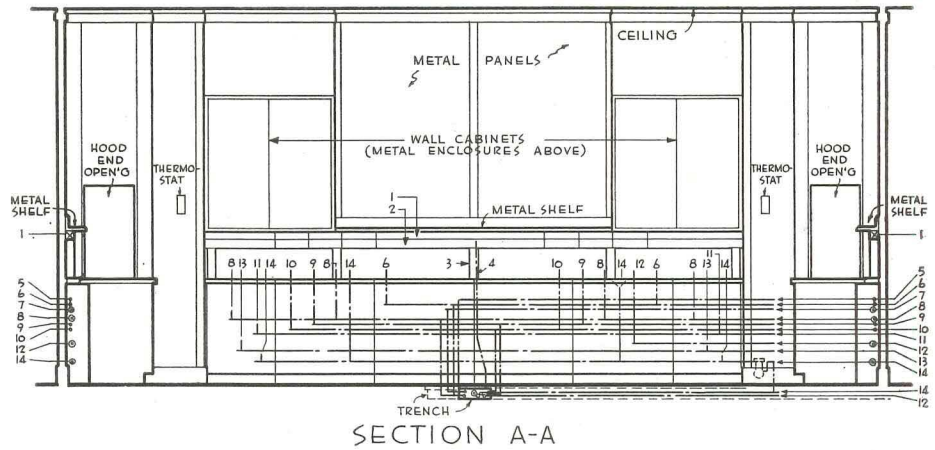 CEILING
METAL PANELS
WALL CABINETS
(METAL ENCLOSURES ABOVE)
HOOD
END
OPEN'G
THERMO-
STAT
METAL
SHELF
1
1
2
METAL SHELF
THERMO-
STAT
HOOD
END
OPEN'G
METAL
SHELF
1
8 13 11 14 10 9 8 14 6 3 4 10 9 8 14 12 6 8 13 11 14
5
6
7
8
9
10
12
14
5
6
7
8
9
10
11
12
13
14
14
12
TRENCH
SECTION A-A